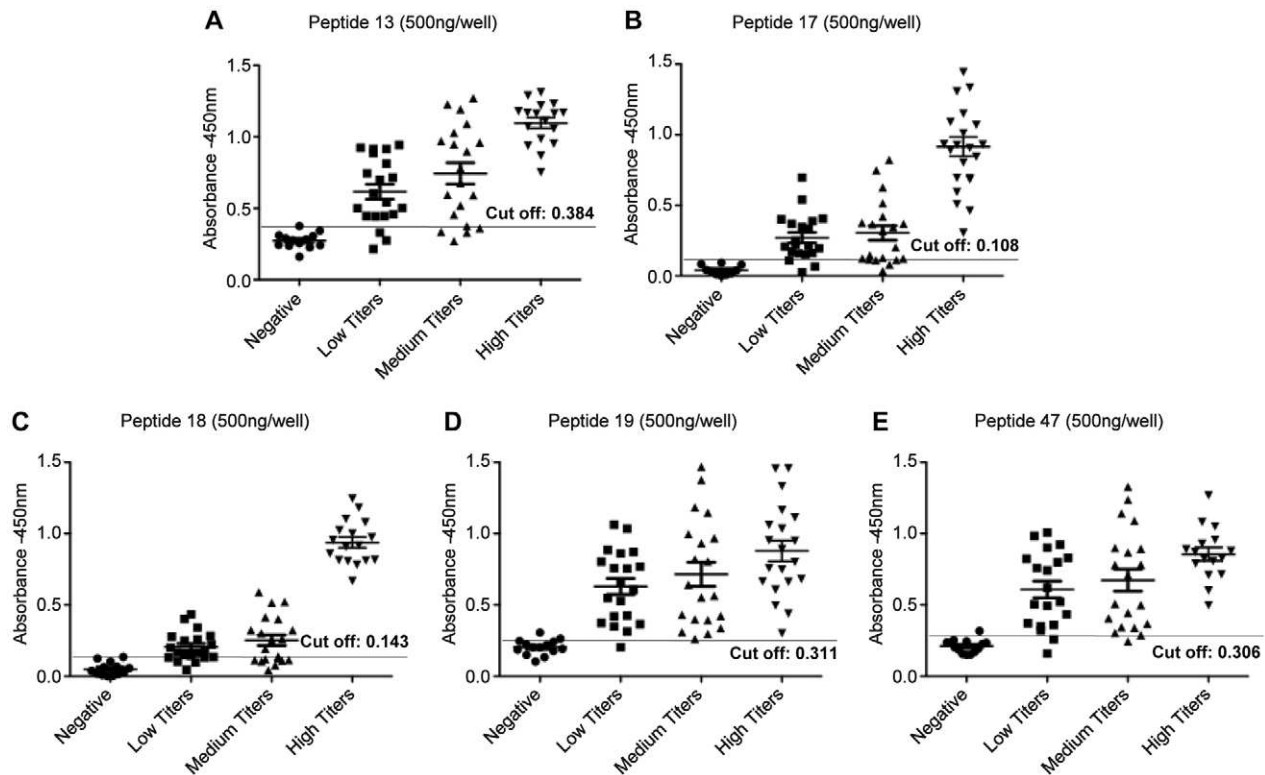 A
Peptide 13 (500ng/well)
Absorbance -450nm
1.5
1.0
0.5
0.0
Cut off: 0.384
Negative
Low Titers
Medium Titers
High Titers
B
Peptide 17 (500ng/well)
Absorbance -450nm
1.5
1.0
0.5
0.0
Cut off: 0.108
Negative
Low Titers
Medium Titers
High Titers
C
Peptide 18 (500ng/well)
Absorbance -450nm
1.5
1.0
0.5
0.0
Cut off: 0.143
Negative
Low Titers
Medium Titers
High Titers
D
Peptide 19 (500ng/well)
Absorbance -450nm
1.5
1.0
0.5
0.0
Cut off: 0.311
Negative
Low Titers
Medium Titers
High Titers
E
Peptide 47 (500ng/well)
Absorbance -450nm
1.5
1.0
0.5
0.0
Cut off: 0.306
Negative
Low Titers
Medium Titers
High Titers